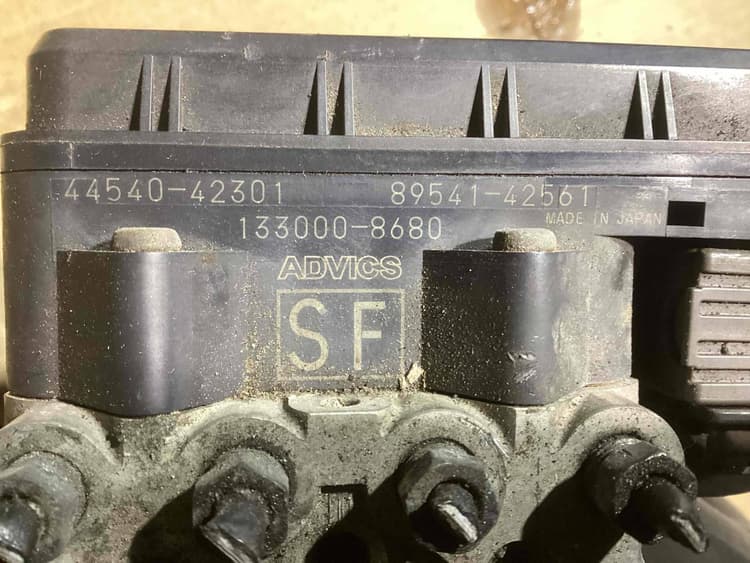 44540-42301 89541-42561
133000-8680 MADE IN JAPAN
ADVICS
SF